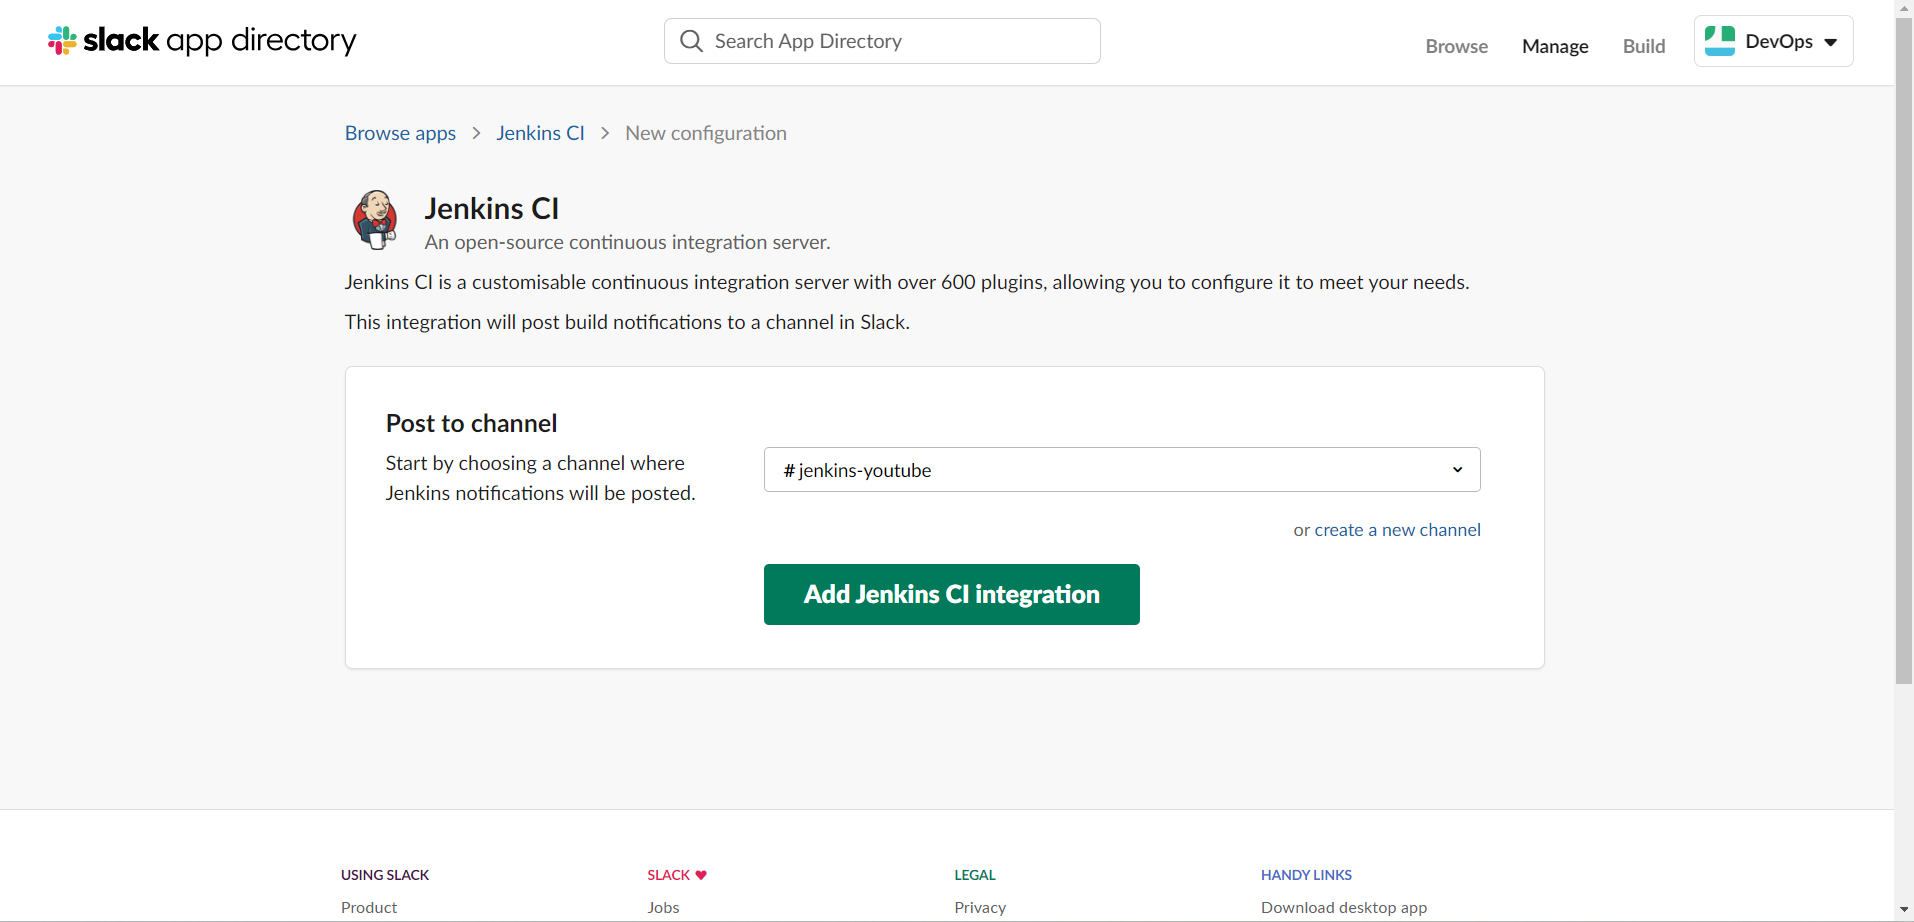 slack app directory
Search App Directory
Browse
Manage
Build
DevOps
Browse apps > Jenkins CI > New configuration
Jenkins CI
An open-source continuous integration server.
Jenkins CI is a customisable continuous integration server with over 600 plugins, allowing you to configure it to meet your needs.
This integration will post build notifications to a channel in Slack.
Post to channel
Start by choosing a channel where
Jenkins notifications will be posted.
# jenkins-youtube
or create a new channel
Add Jenkins CI integration
USING SLACK
Product
SLACK ♥
Jobs
LEGAL
Privacy
HANDY LINKS
Download desktop app